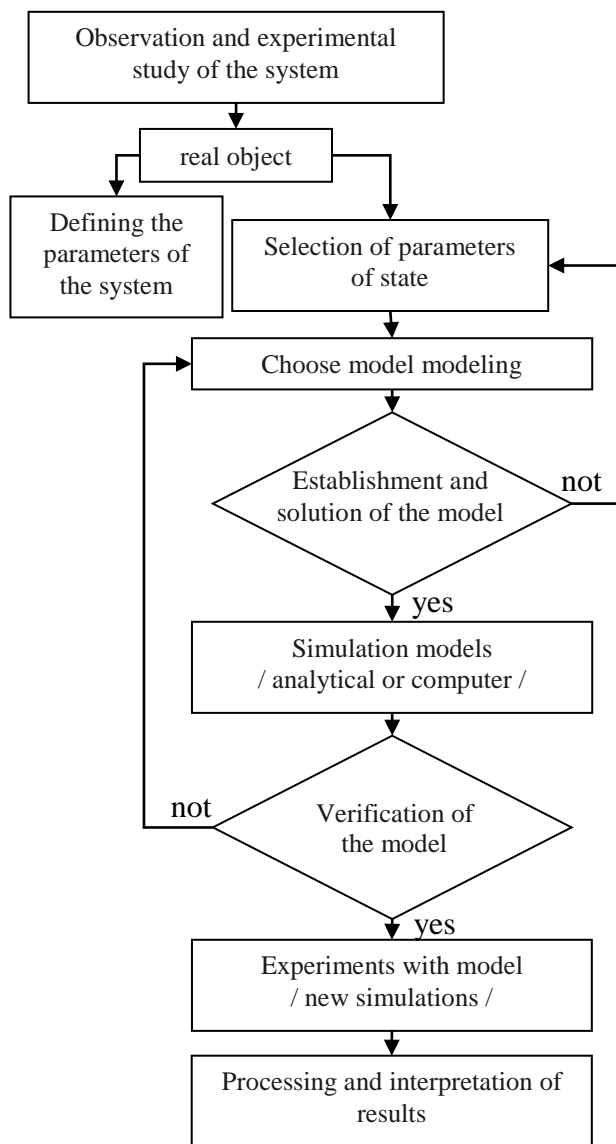 Observation and experimental
study of the system
real object
Defining the
parameters of
the system
Selection of parameters
of state
Choose model modeling
Establishment and
solution of the model
not
yes
Simulation models
/ analytical or computer /
not
Verification of
the model
yes
Experiments with model
/ new simulations /
Processing and interpretation of
results